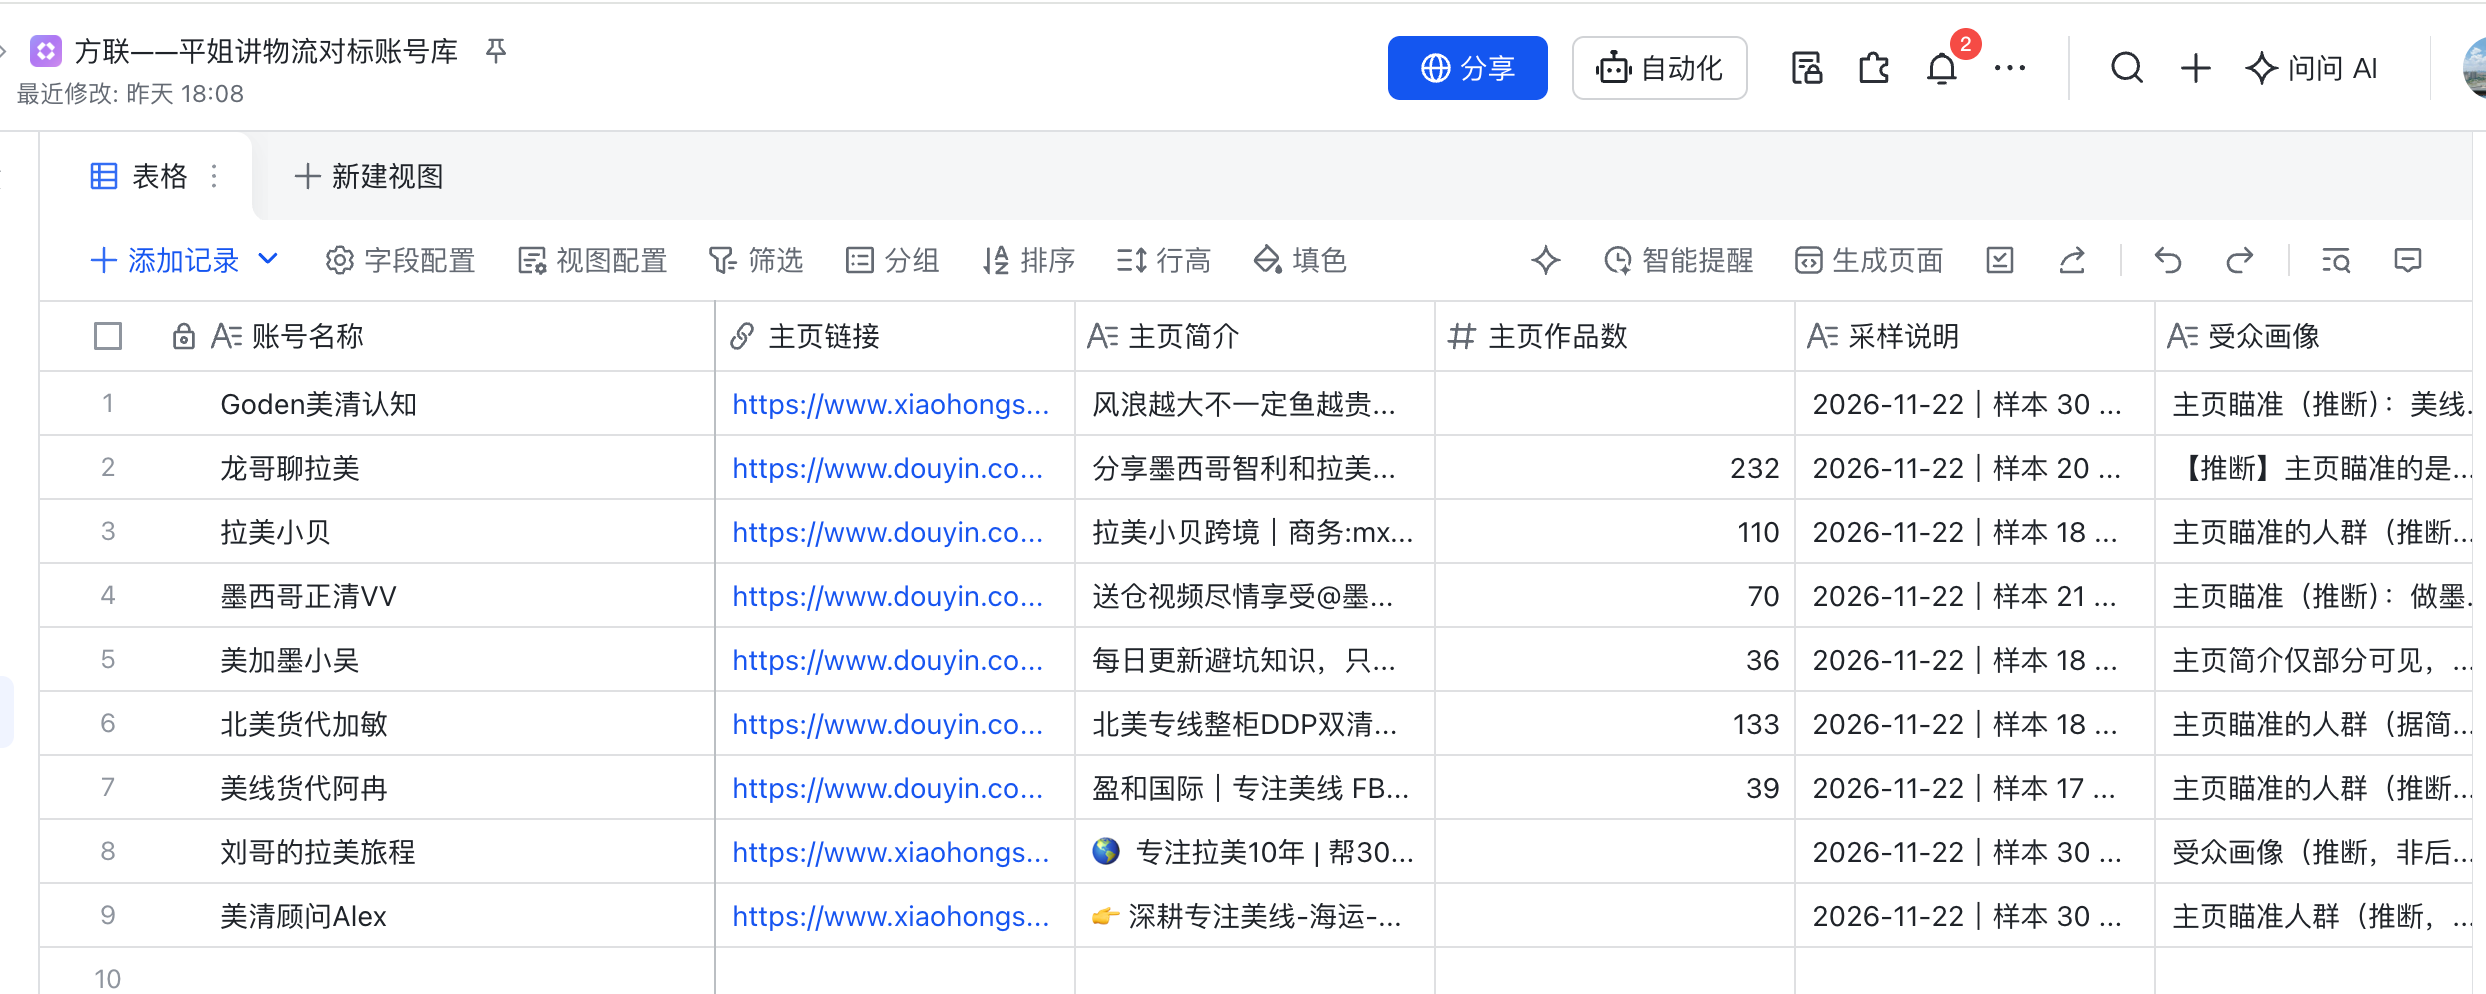 方联——平姐讲物流对标账号库
最近修改: 昨天 18:08
分享
自动化
2
问问 AI
表格
新建视图
添加记录
字段配置
视图配置
筛选
分组
排序
行高
填色
智能提醒
生成页面
账号名称 主页链接 主页简介 主页作品数 采样说明 受众画像
1 Goden美清认知 https://www.xiaohongs... 风浪越大不一定鱼越贵... 2026-11-22｜样本 30 ... 主页瞄准（推断）：美线...
2 龙哥聊拉美 https://www.douyin.co... 分享墨西哥智利和拉美... 232 2026-11-22｜样本 20 ... 【推断】主页瞄准的是...
3 拉美小贝 https://www.douyin.co... 拉美小贝跨境｜商务:mx... 110 2026-11-22｜样本 18 ... 主页瞄准的人群（推断...
4 墨西哥正清VV https://www.douyin.co... 送仓视频尽情享受@墨... 70 2026-11-22｜样本 21 ... 主页瞄准（推断）：做墨...
5 美加墨小吴 https://www.douyin.co... 每日更新避坑知识，只... 36 2026-11-22｜样本 18 ... 主页简介仅部分可见，...
6 北美货代加敏 https://www.douyin.co... 北美专线整柜DDP双清... 133 2026-11-22｜样本 18 ... 主页瞄准的人群（据简...
7 美线货代阿冉 https://www.douyin.co... 盈和国际｜专注美线 FB... 39 2026-11-22｜样本 17 ... 主页瞄准的人群（推断...
8 刘哥的拉美旅程 https://www.xiaohongs... 🌎 专注拉美10年 | 帮30... 2026-11-22｜样本 30 ... 受众画像（推断，非后...
9 美清顾问Alex https://www.xiaohongs... 👉 深耕专注美线-海运-... 2026-11-22｜样本 30 ... 主页瞄准人群（推断，...
10